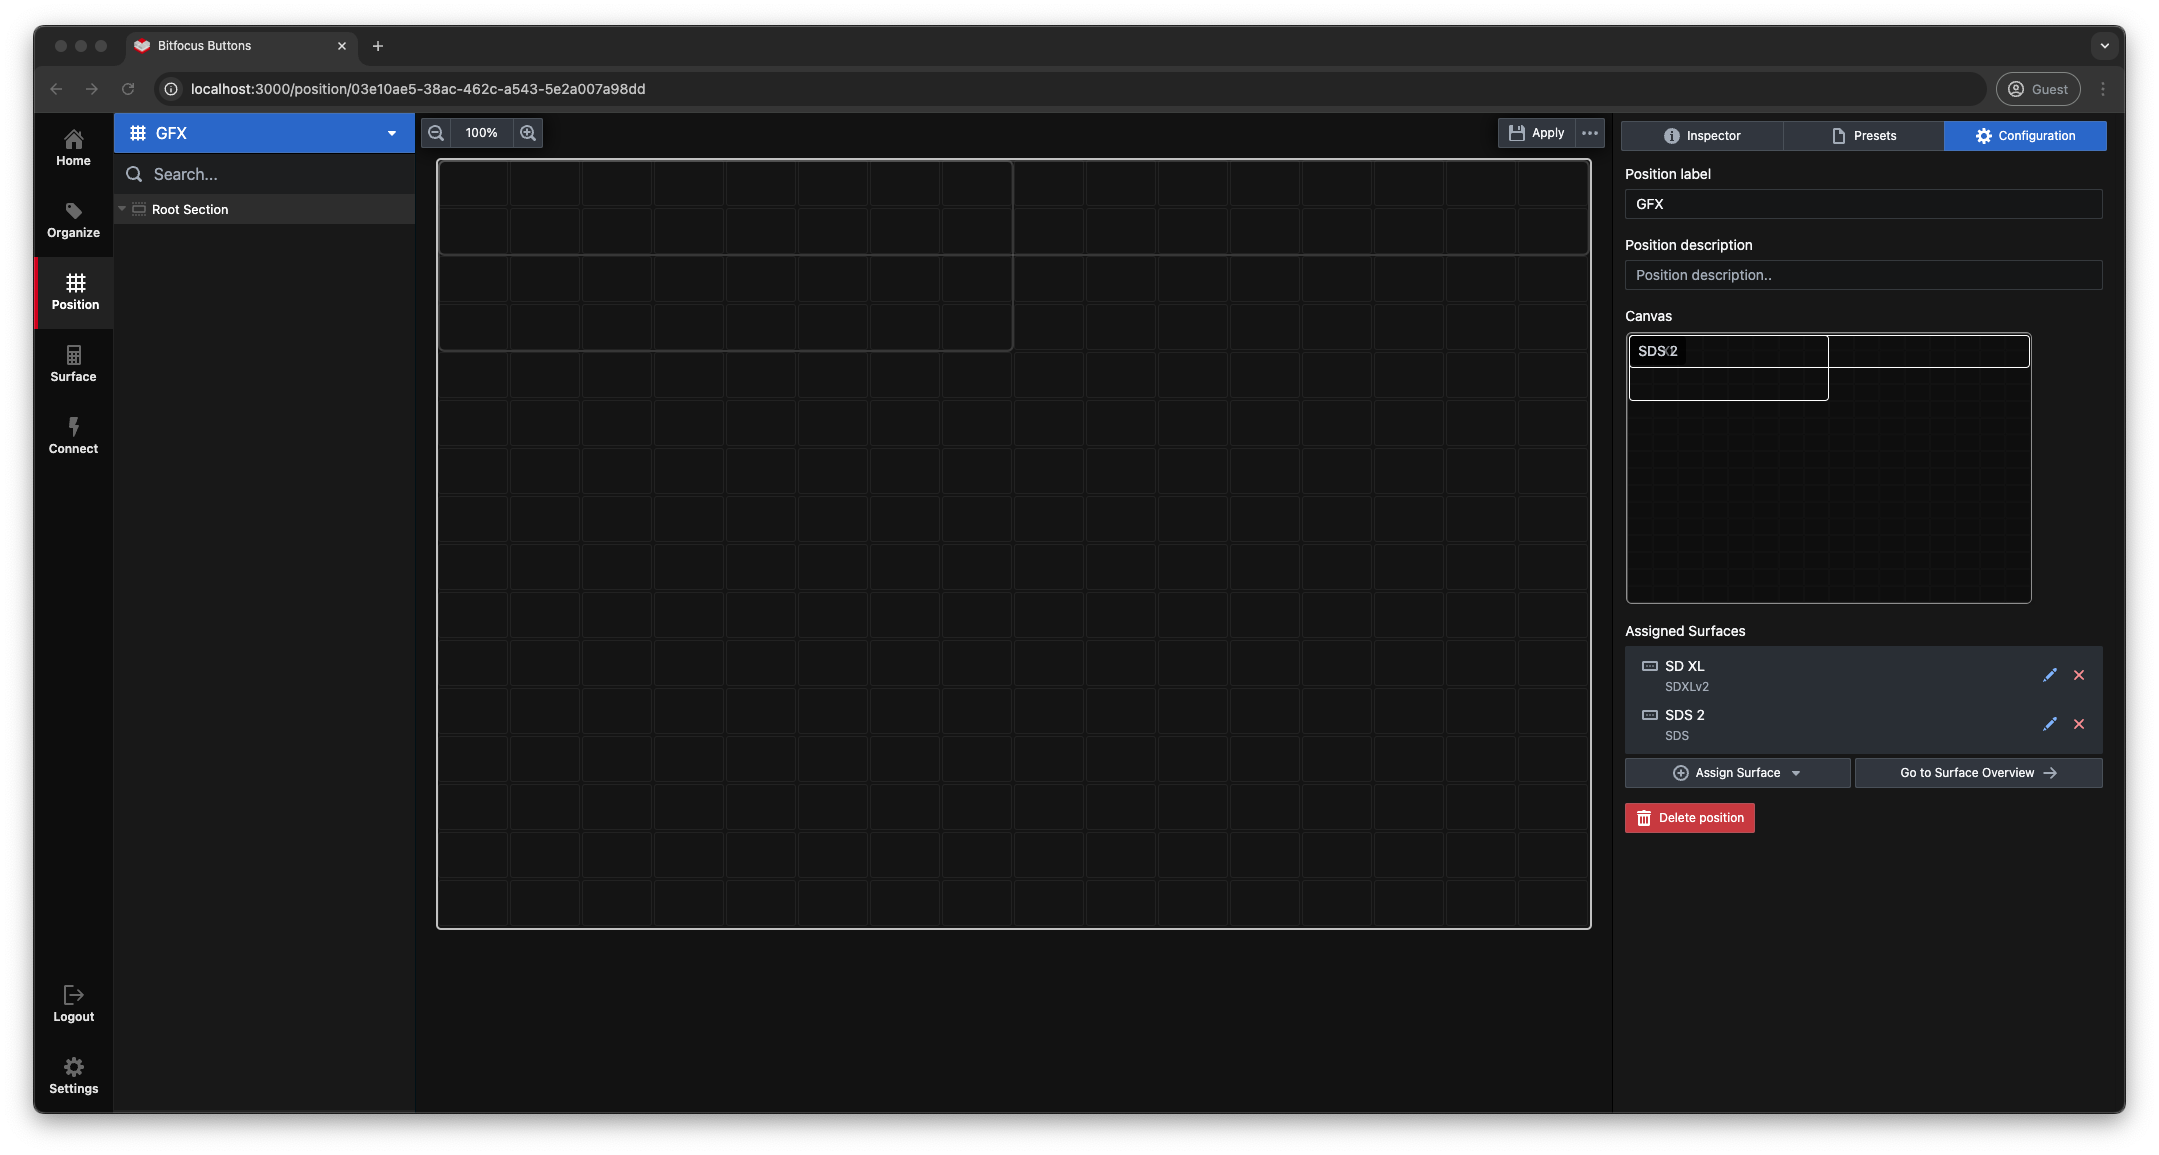 Bitfocus Buttons
localhost:3000/position/03e10ae5-38ac-462c-a543-5e2a007a98dd
Guest
Home
Organize
Position
Surface
Connect
Logout
Settings
GFX
Search...
Root Section
100%
Apply
Inspector
Presets
Configuration
Position label
GFX
Position description
Position description..
Canvas
SDS 2
Assigned Surfaces
SD XL
SDXLv2
SDS 2
SDS
Assign Surface
Go to Surface Overview
Delete position